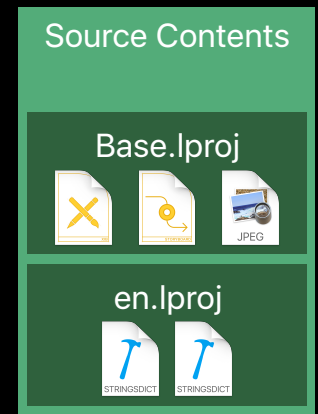 Source Contents
Base.lproj
JPEG
en.lproj
STRINGSDICT STRINGSDICT